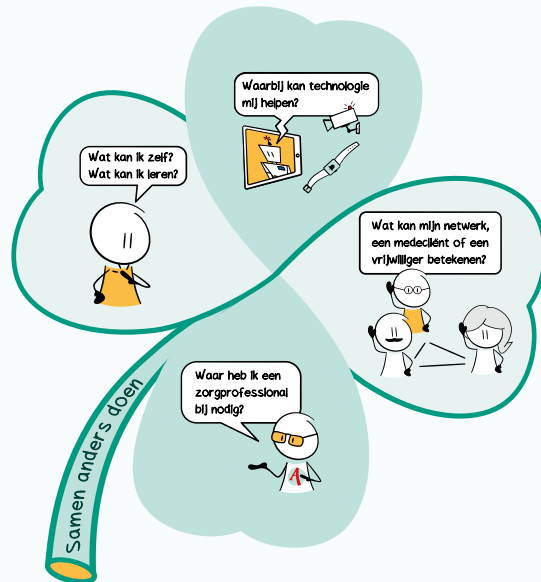 Waarbij kan technologie
mij helpen?
Wat kan ik zelf?
Wat kan ik leren?
Wat kan mijn netwerk,
een medecliënt of een
vrijwilliger betekenen?
Waar heb ik een
zorgprofessional
bij nodig?
A
Samen anders doen